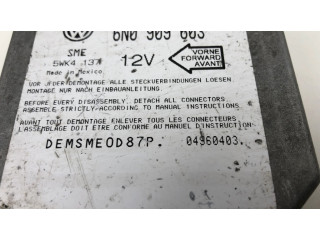 6N0 909 603
SME
5WK4 137
Made in Mexico
12V
VORNE
FORWARD
AVANT
VOR JEDER DEMONTAGE ALLE STECKVERBINDUNGEN LOESEN.
MONTAGE NUR NACH EINBAUANLEITUNG
BEFORE EVERY DISASSEMBLY, DETACH ALL CONNECTORS
ASSEMBLE STRICTLY-ACCORDING TO MANUAL INSTRUCTIONS
AVANT TOUT DEMONTAGE ENLEVER TOUS LES CONNECTEURS
L'ASSEMBLAGE DOIT ETRE CONFORME AU MANUEL D'INSTRUCTION
DEMSME0D87P. 04960403.